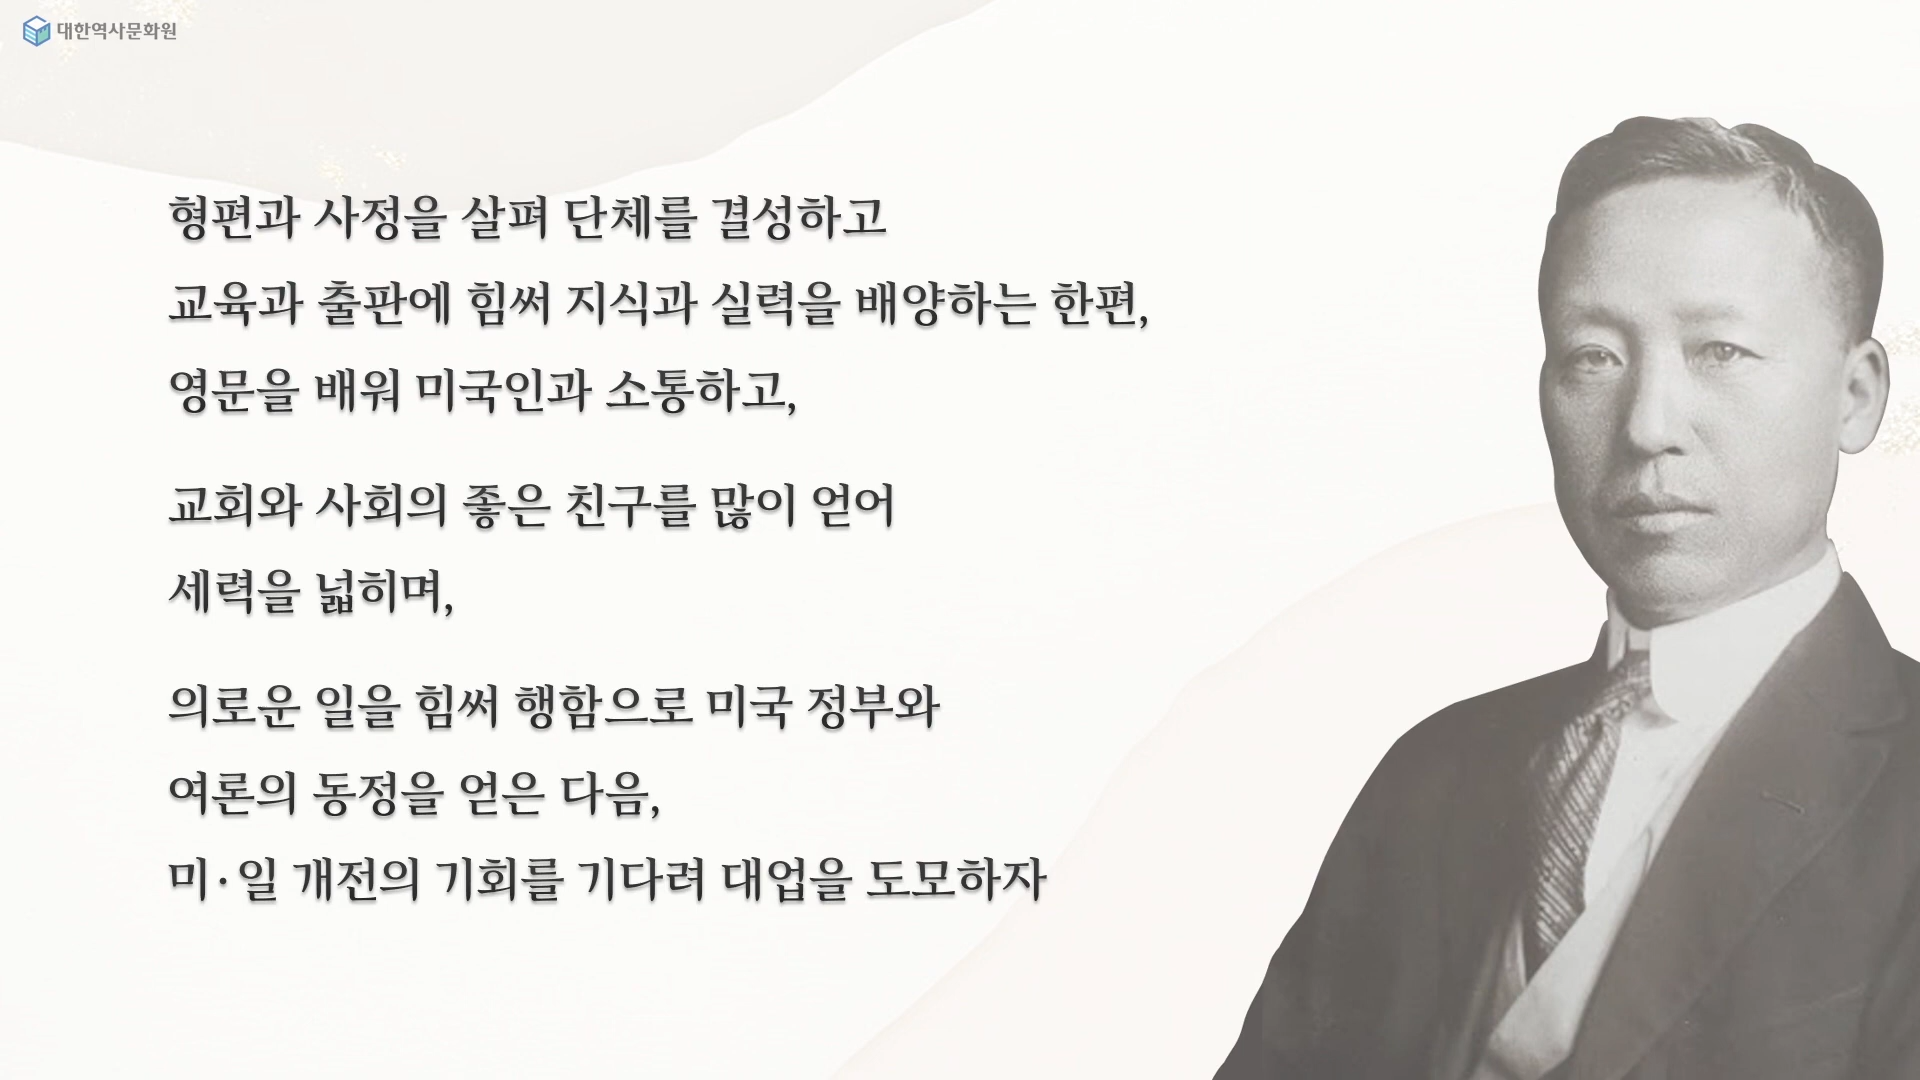 대한역사문화원
형편과 사정을 살펴 단체를 결성하고
교육과 출판에 힘써 지식과 실력을 배양하는 한편,
영문을 배워 미국인과 소통하고,
교회와 사회의 좋은 친구를 많이 얻어
세력을 넓히며,
의로운 일을 힘써 행함으로 미국 정부와
여론의 동정을 얻은 다음,
미·일 개전의 기회를 기다려 대업을 도모하자